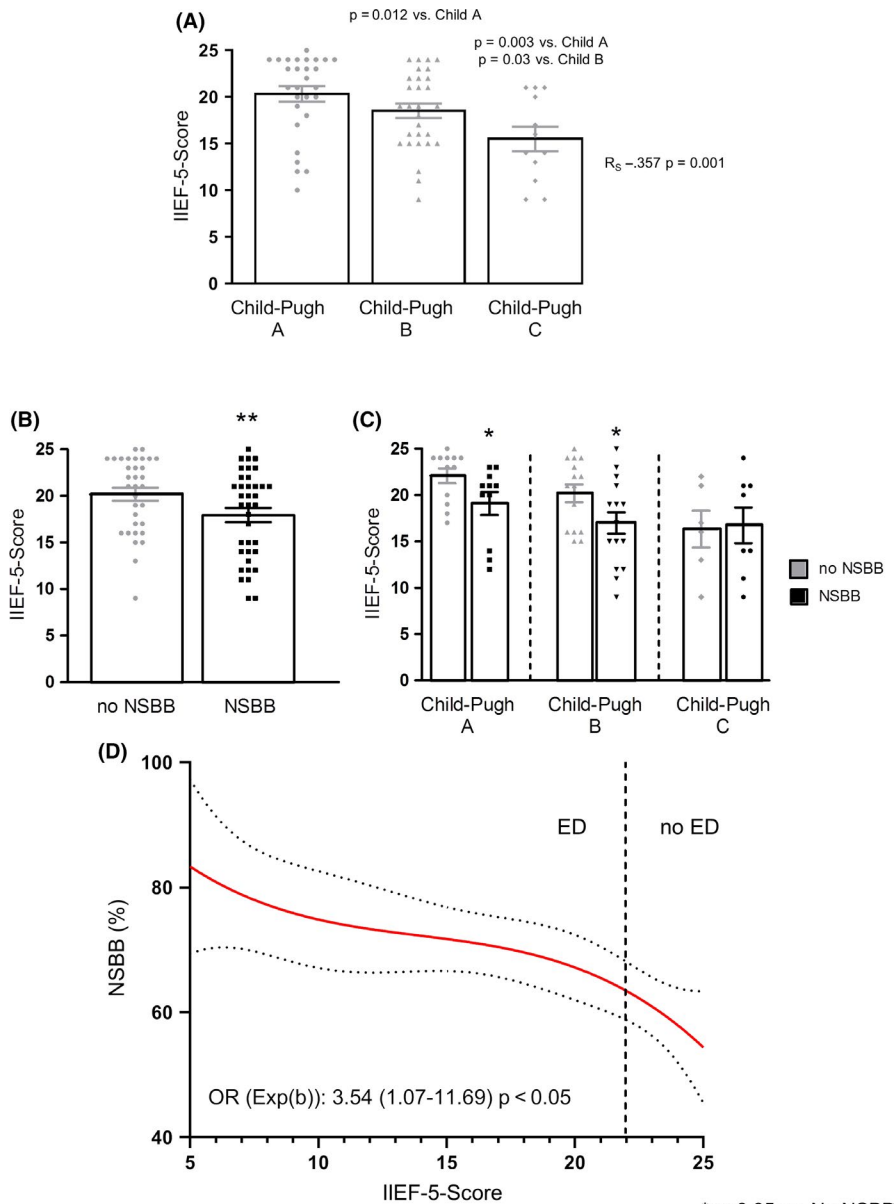 (A)
p = 0.012 vs. Child A
p = 0.003 vs. Child A
p = 0.03 vs. Child B
25
20
15
10
5
0
IIEF-5-Score
R_S –.357 p = 0.001
Child-Pugh A
Child-Pugh B
Child-Pugh C
(B)
**
25
20
15
10
5
0
IIEF-5-Score
no NSBB
NSBB
(C)
*
*
25
20
15
10
5
0
IIEF-5-Score
Child-Pugh A
Child-Pugh B
Child-Pugh C
no NSBB
NSBB
(D)
100
80
60
40
NSBB (%)
ED
no ED
OR (Exp(b)): 3.54 (1.07-11.69) p < 0.05
5
10
15
20
25
IIEF-5-Score